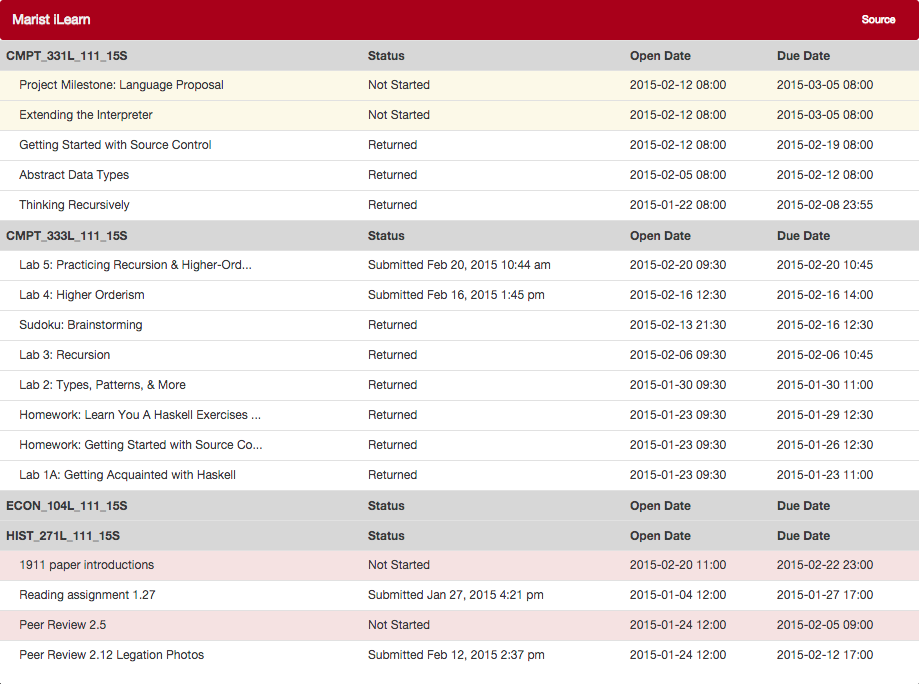 Marist iLearn Source
CMPT_331L_111_15S Status Open Date Due Date
Project Milestone: Language Proposal Not Started 2015-02-12 08:00 2015-03-05 08:00
Extending the Interpreter Not Started 2015-02-12 08:00 2015-03-05 08:00
Getting Started with Source Control Returned 2015-02-12 08:00 2015-02-19 08:00
Abstract Data Types Returned 2015-02-05 08:00 2015-02-12 08:00
Thinking Recursively Returned 2015-01-22 08:00 2015-02-08 23:55
CMPT_333L_111_15S Status Open Date Due Date
Lab 5: Practicing Recursion & Higher-Ord... Submitted Feb 20, 2015 10:44 am 2015-02-20 09:30 2015-02-20 10:45
Lab 4: Higher Orderism Submitted Feb 16, 2015 1:45 pm 2015-02-16 12:30 2015-02-16 14:00
Sudoku: Brainstorming Returned 2015-02-13 21:30 2015-02-16 12:30
Lab 3: Recursion Returned 2015-02-06 09:30 2015-02-06 10:45
Lab 2: Types, Patterns, & More Returned 2015-01-30 09:30 2015-01-30 11:00
Homework: Learn You A Haskell Exercises ... Returned 2015-01-23 09:30 2015-01-29 12:30
Homework: Getting Started with Source Co... Returned 2015-01-23 09:30 2015-01-26 12:30
Lab 1A: Getting Acquainted with Haskell Returned 2015-01-23 09:30 2015-01-23 11:00
ECON_104L_111_15S Status Open Date Due Date
HIST_271L_111_15S Status Open Date Due Date
1911 paper introductions Not Started 2015-02-20 11:00 2015-02-22 23:00
Reading assignment 1.27 Submitted Jan 27, 2015 4:21 pm 2015-01-04 12:00 2015-01-27 17:00
Peer Review 2.5 Not Started 2015-01-24 12:00 2015-02-05 09:00
Peer Review 2.12 Legation Photos Submitted Feb 12, 2015 2:37 pm 2015-01-24 12:00 2015-02-12 17:00